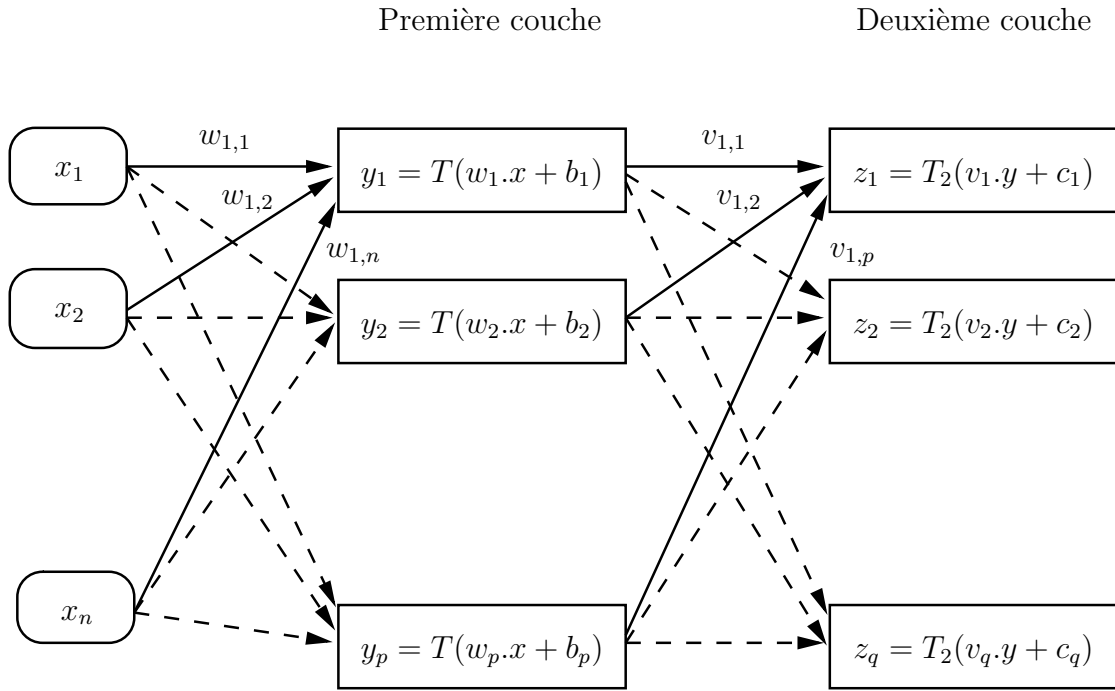 Première couche
Deuxième couche
x_1
w_{1,1}
y_1 = T(w_1.x + b_1)
v_{1,1}
z_1 = T_2(v_1.y + c_1)
w_{1,2}
v_{1,2}
w_{1,n}
v_{1,p}
x_2
y_2 = T(w_2.x + b_2)
z_2 = T_2(v_2.y + c_2)
x_n
y_p = T(w_p.x + b_p)
z_q = T_2(v_q.y + c_q)